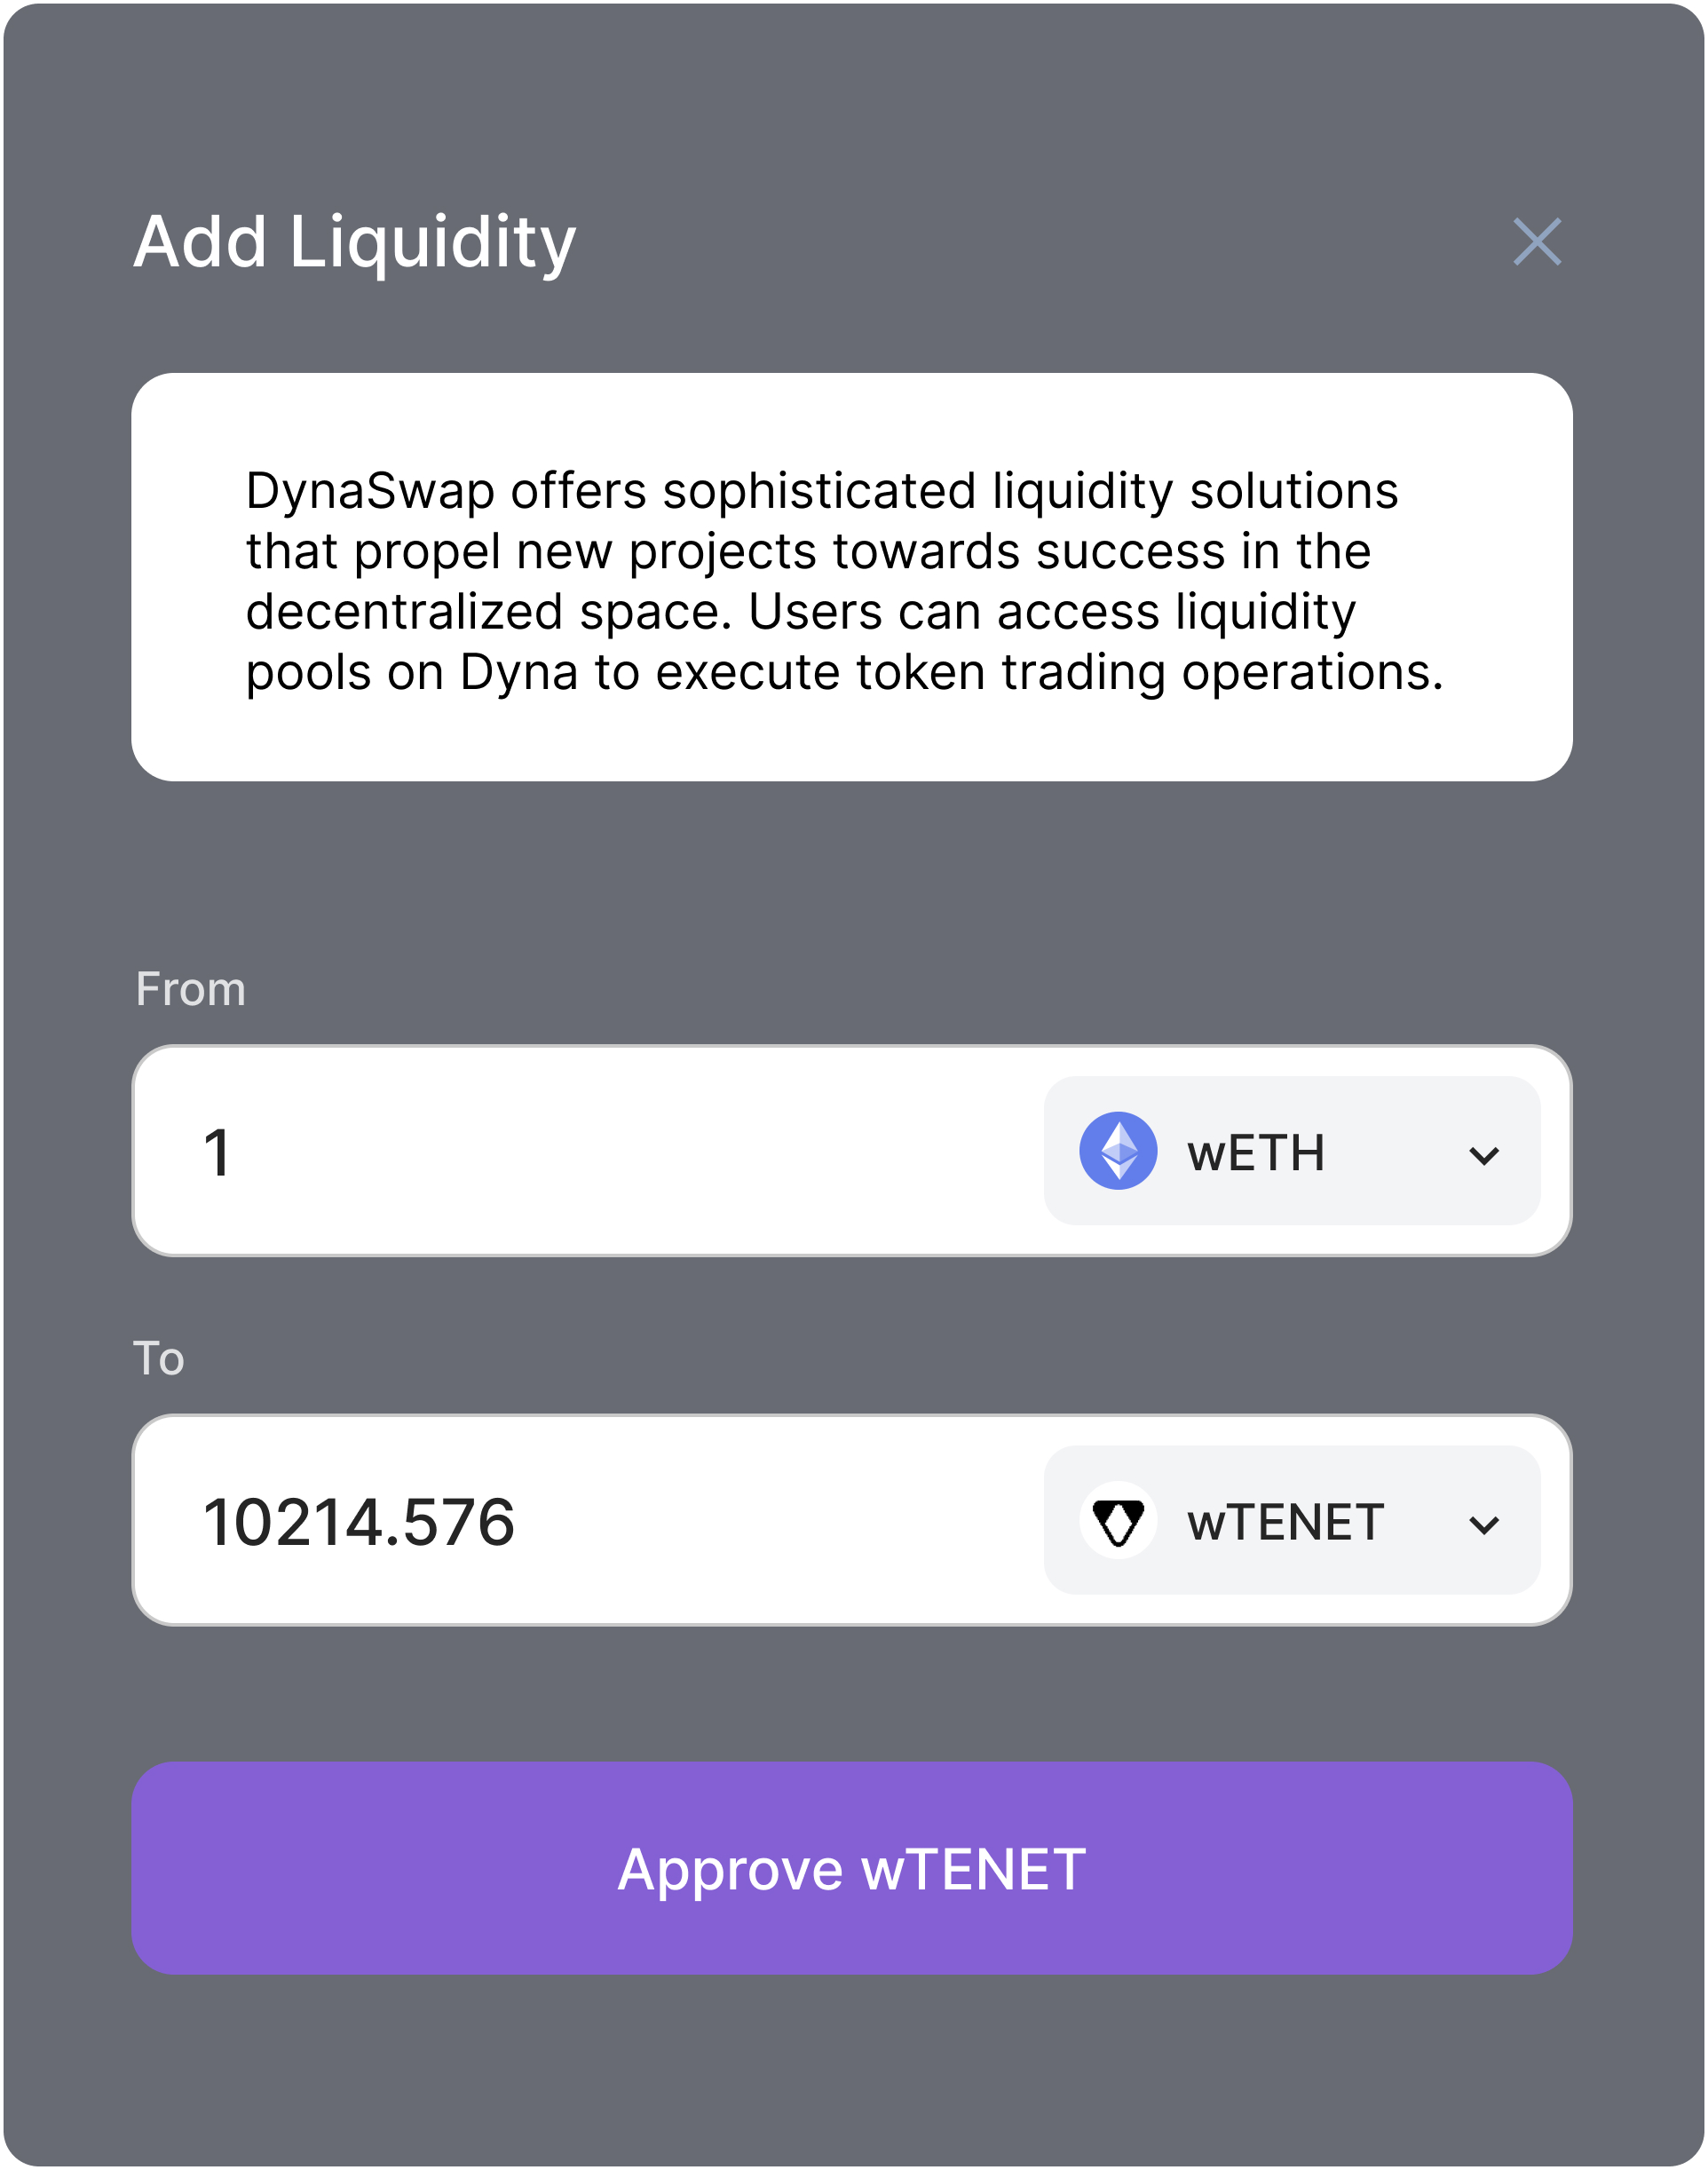 Add Liquidity
DynaSwap offers sophisticated liquidity solutions
that propel new projects towards success in the
decentralized space. Users can access liquidity
pools on Dyna to execute token trading operations.
From
1 wETH
To
10214.576 wTENET
Approve wTENET